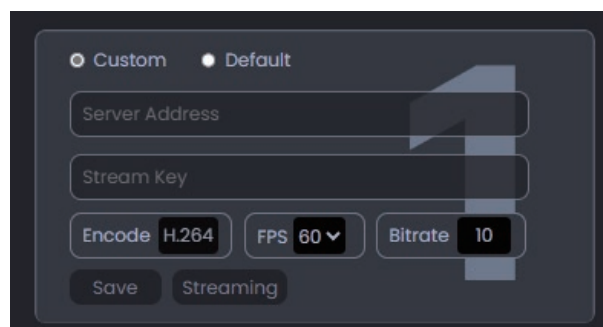 Custom Default
Server Address
Stream Key
Encode H.264 FPS 60 Bitrate 10
Save Streaming
1